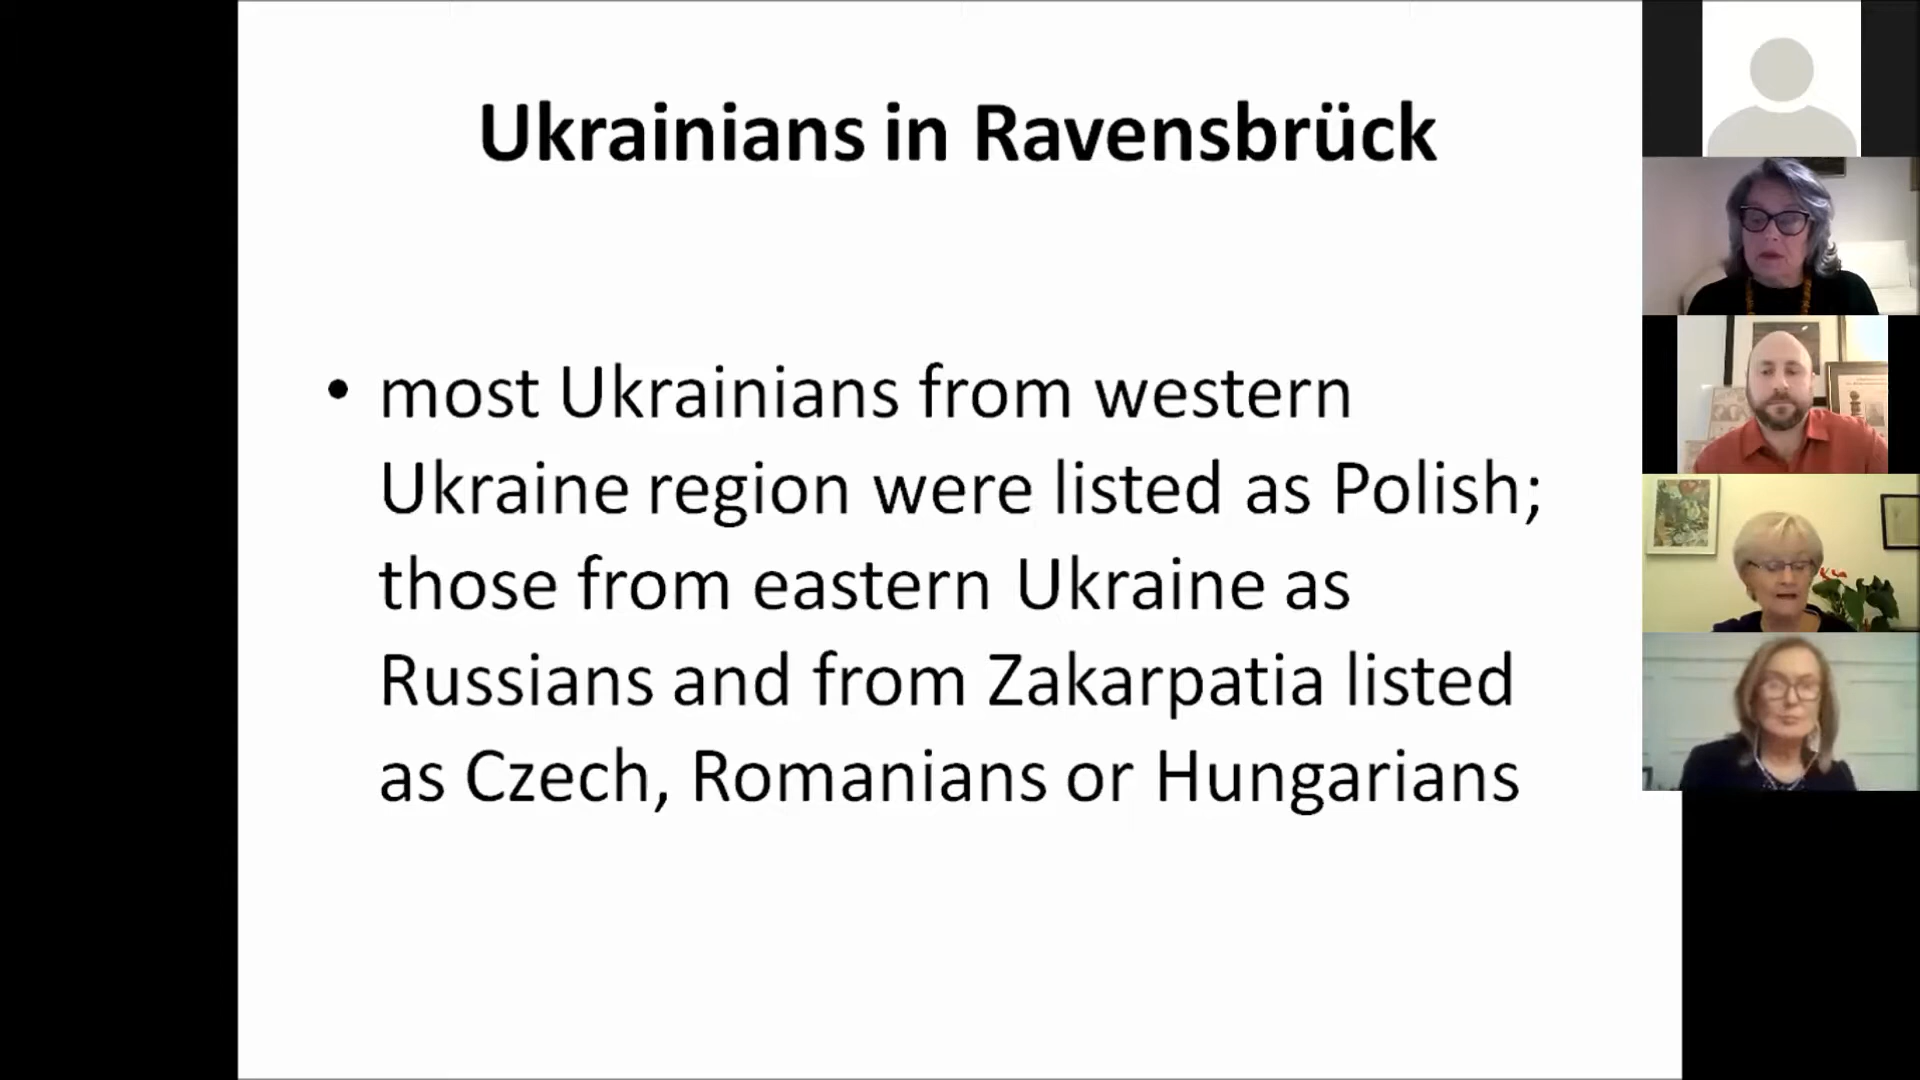 Ukrainians in Ravensbrück
• most Ukrainians from western
Ukraine region were listed as Polish;
those from eastern Ukraine as
Russians and from Zakarpatia listed
as Czech, Romanians or Hungarians